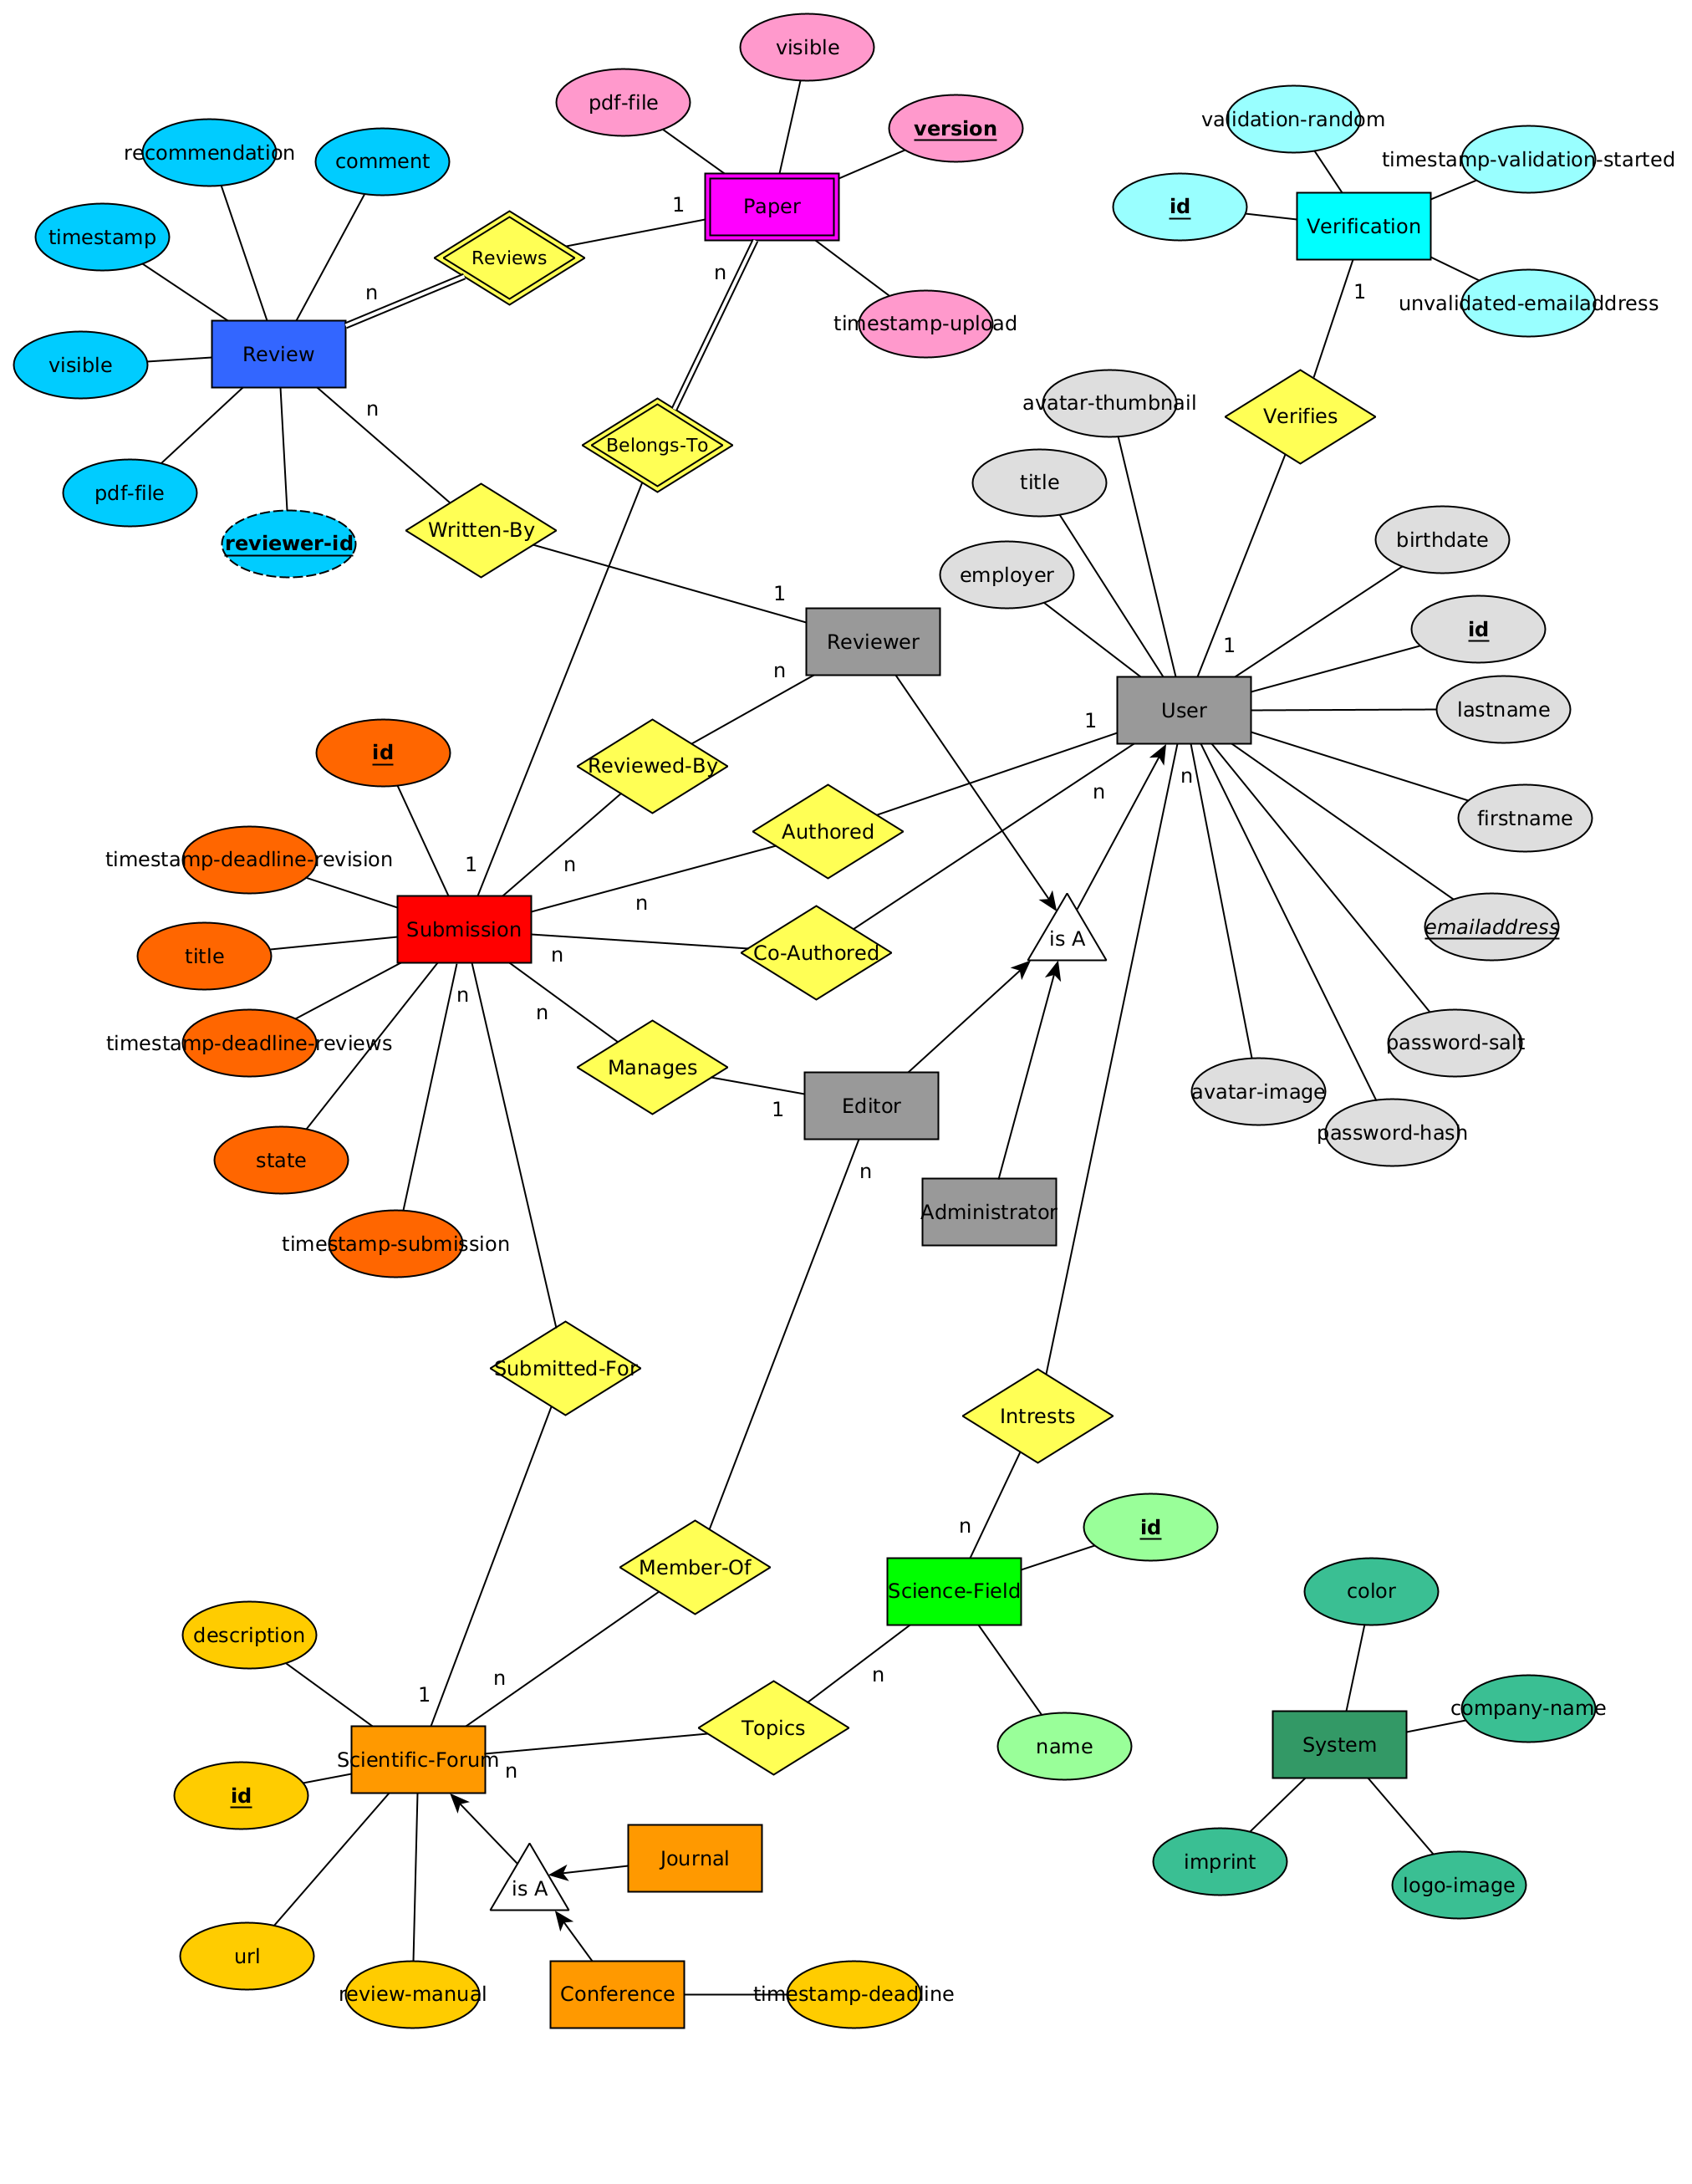 visible
pdf-file
version
validation-random
recommendation
comment
timestamp-validation-started
id
Paper
1
timestamp
Verification
Reviews
n
n
1
unvalidated-emailaddress
timestamp-upload
Review
visible
avatar-thumbnail
n
Verifies
Belongs-To
title
pdf-file
Written-By
reviewer-id
birthdate
employer
1
id
Reviewer
1
n
User
lastname
1
id
Reviewed-By
n
n
firstname
Authored
timestamp-deadline-revision
1
n
n
emailaddress
Submission
is A
Co-Authored
title
n
n
n
password-salt
timestamp-deadline-reviews
Manages
avatar-image
Editor
1
password-hash
state
n
Administrator
timestamp-submission
Submitted-For
Intrests
n
id
Member-Of
Science-Field
color
description
n
n
1
company-name
Topics
System
name
Scientific-Forum
n
id
Journal
imprint
is A
logo-image
url
review-manual
Conference
timestamp-deadline